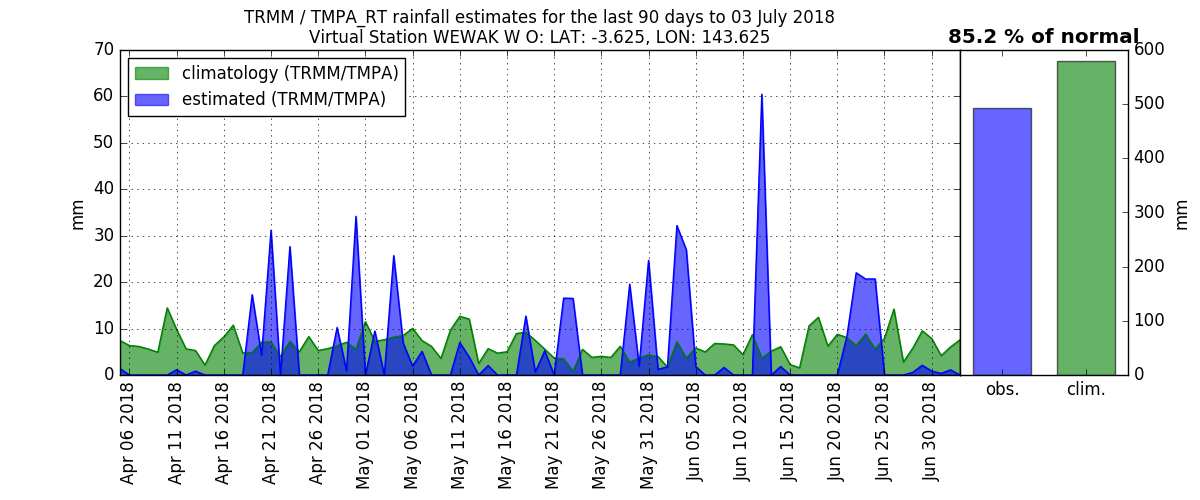 TRMM / TMPA_RT rainfall estimates for the last 90 days to 03 July 2018
Virtual Station WEWAK W O: LAT: -3.625, LON: 143.625
85.2 % of normal
climatology (TRMM/TMPA)
estimated (TRMM/TMPA)
70
60
50
40
30
20
10
0
mm
Apr 06 2018
Apr 11 2018
Apr 16 2018
Apr 21 2018
Apr 26 2018
May 01 2018
May 06 2018
May 11 2018
May 16 2018
May 21 2018
May 26 2018
May 31 2018
Jun 05 2018
Jun 10 2018
Jun 15 2018
Jun 20 2018
Jun 25 2018
Jun 30 2018
obs.
clim.
600
500
400
300
200
100
0
mm